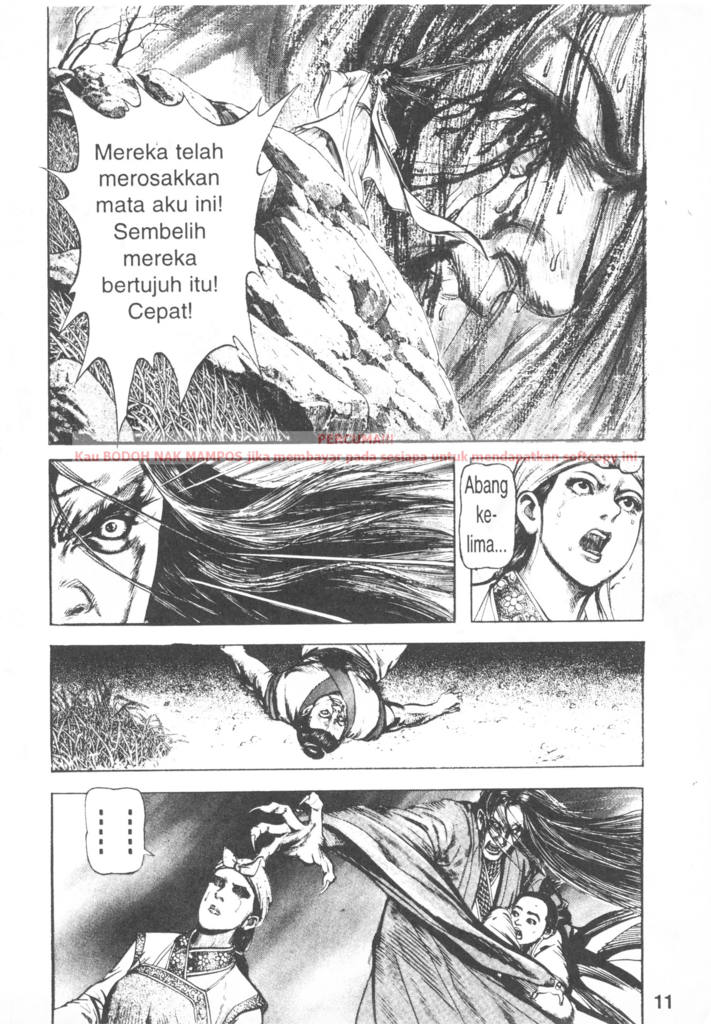 Mereka telah
merosakkan
mata aku ini!
Sembelih
mereka
bertujuh itu!
Cepat!
PERCUMA!!!
Kau BODOH NAK MAMPOS jika membayar pada sesiapa untuk mendapatkan softcopy ini
Abang
ke-
lima...
11